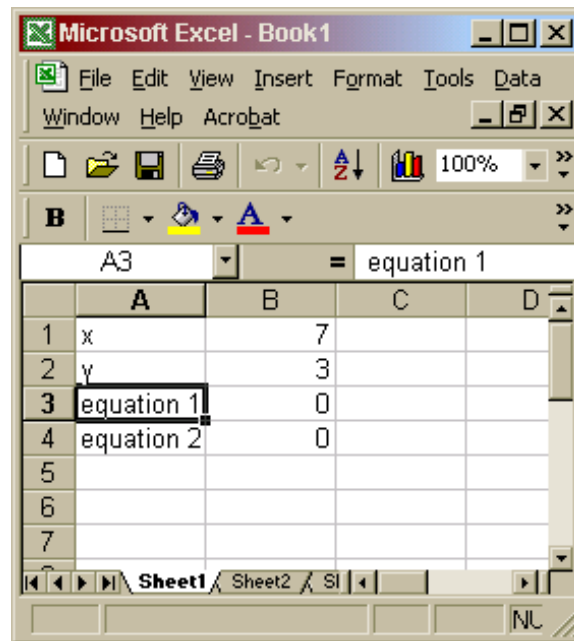 Microsoft Excel - Book1
File Edit View Insert Format Tools Data
Window Help Acrobat
100%
B A
A3 = equation 1
A B C D
1 x 7
2 y 3
3 equation 1 0
4 equation 2 0
5
6
7
Sheet1 Sheet2